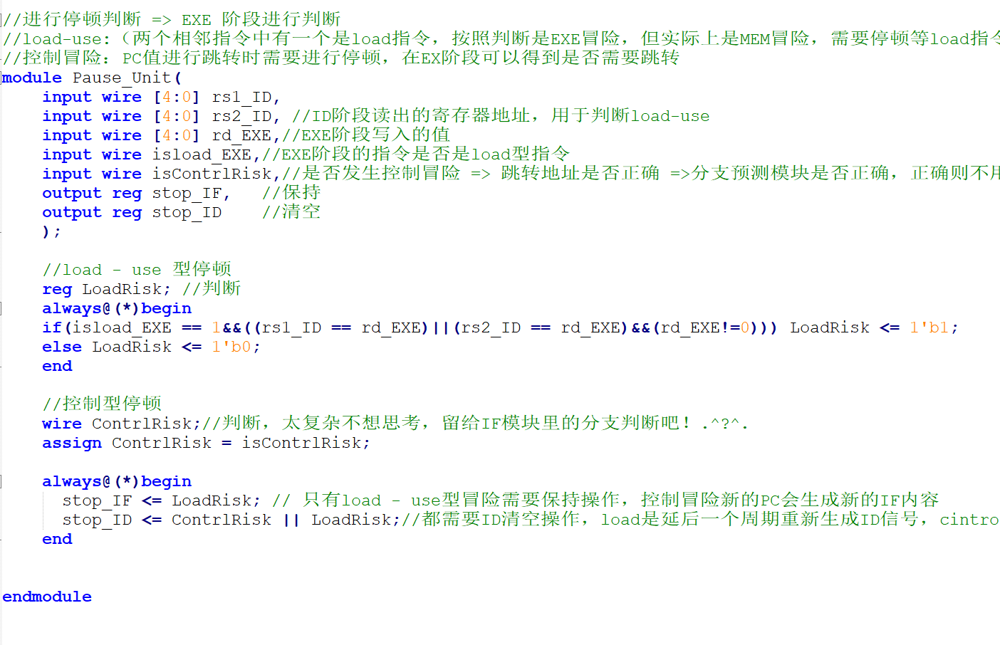 //进行停顿判断 => EXE 阶段进行判断
//load-use:（两个相邻指令中有一个是load指令，按照判断是EXE冒险，但实际上是MEM冒险，需要停顿等load指令
//控制冒险：PC值进行跳转时需要进行停顿，在EX阶段可以得到是否需要跳转
module Pause_Unit(
    input wire [4:0] rs1_ID,
    input wire [4:0] rs2_ID, //ID阶段读出的寄存器地址，用于判断load-use
    input wire [4:0] rd_EXE,//EXE阶段写入的值
    input wire isload_EXE,//EXE阶段的指令是否是load型指令
    input wire isContrlRisk,//是否发生控制冒险 => 跳转地址是否正确 =>分支预测模块是否正确，正确则不用
    output reg stop_IF,   //保持
    output reg stop_ID    //清空
    );
    //load - use 型停顿
    reg LoadRisk; //判断
    always@(*)begin
    if(isload_EXE == 1&&((rs1_ID == rd_EXE)||(rs2_ID == rd_EXE)&&(rd_EXE!=0))) LoadRisk <= 1'b1;
    else LoadRisk <= 1'b0;
    end
    //控制型停顿
    wire ContrlRisk;//判断，太复杂不想思考，留给IF模块里的分支判断吧！.^?^.
    assign ContrlRisk = isContrlRisk;
    always@(*)begin
      stop_IF <= LoadRisk; // 只有load - use型冒险需要保持操作，控制冒险新的PC会生成新的IF内容
      stop_ID <= ContrlRisk || LoadRisk;//都需要ID清空操作，load是延后一个周期重新生成ID信号，cintro
    end
endmodule